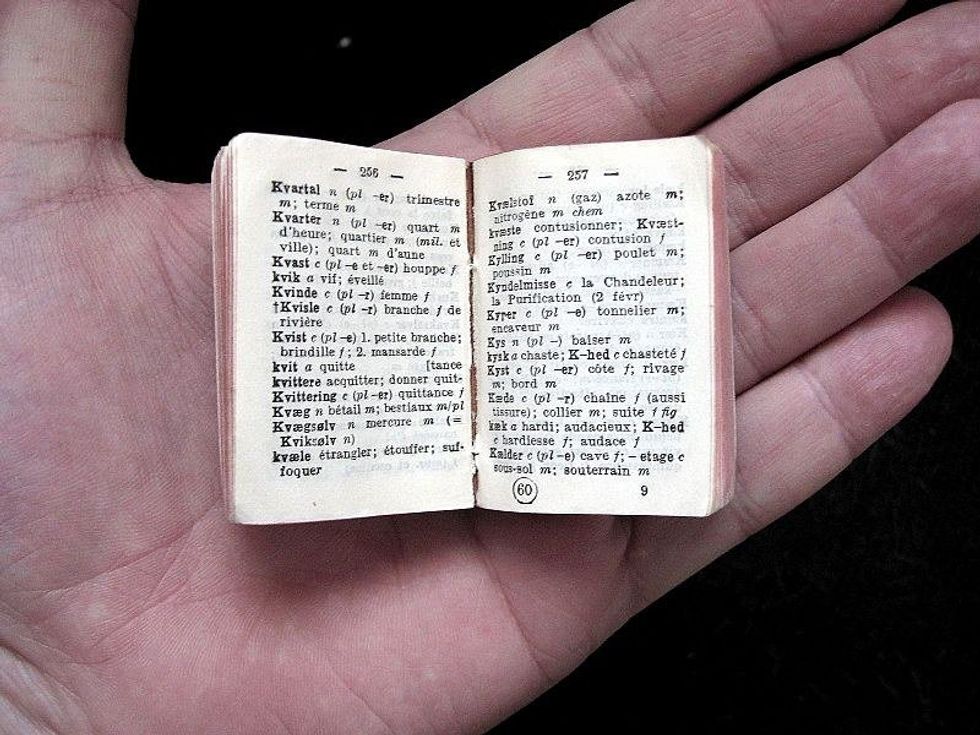 — 256 —
Kvartal n (pl -er) trimestre
m; terme m
Kvarter n (pl -er) quart m
d'heure; quartier m (mil. et
ville); quart m d'aune
Kvast c (pl -e et -er) houppe f
kvik a vif; éveillé
Kvinde c (pl -r) femme f
†Kvisle c (pl -r) branche f de
rivière
Kvist c (pl -e) 1. petite branche;
brindille f; 2. mansarde f
kvit a quitte [tance
kvittere acquitter; donner quit-
Kvittering c (pl -er) quittance f
Kvæg n bétail m; bestiaux m/pl
Kvægsølv n mercure m (=
Kviksølv n)
kvæle étrangler; étouffer; suf-
foquer
— 257 —
Kvælstof n (gaz) azote m;
nitrogène m chem
kvæste contusionner; Kvæst-
ning c (pl -er) contusion f
Kylling c (pl -er) poulet m;
poussin m
Kyndelmisse c la Chandeleur;
la Purification (2 févr)
Kyper c (pl -e) tonnelier m;
encaveur m
Kys n (pl -) baiser m
kysk a chaste; K-hed c chasteté f
Kyst c (pl -er) côte f; rivage
m; bord m
Kæde c (pl -r) chaîne f (aussi
tissure); collier m; suite f fig
kæk a hardi; audacieux; K-hed
c hardiesse f; audace f
Kælder c (pl -e) cave f; -etage c
sous-sol m; souterrain m
60 9